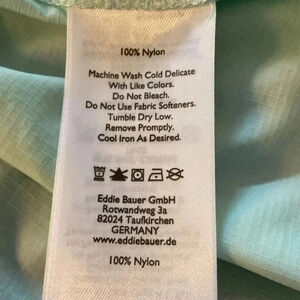 100% Nylon
Machine Wash Cold Delicate
With Like Colors.
Do Not Bleach.
Do Not Use Fabric Softeners.
Tumble Dry Low.
Remove Promptly.
Cool Iron As Desired.
Eddie Bauer GmbH
Rotwandweg 3a
82024 Taufkirchen
GERMANY
www.eddiebauer.de
100% Nylon